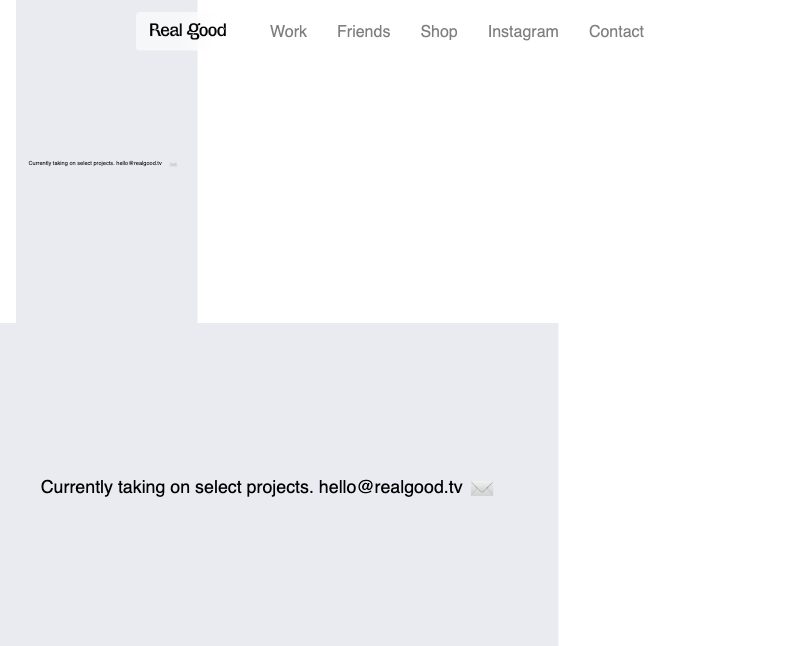 Real good
Work
Friends
Shop
Instagram
Contact
Currently taking on select projects. hello@realgood.tv
Currently taking on select projects. hello@realgood.tv